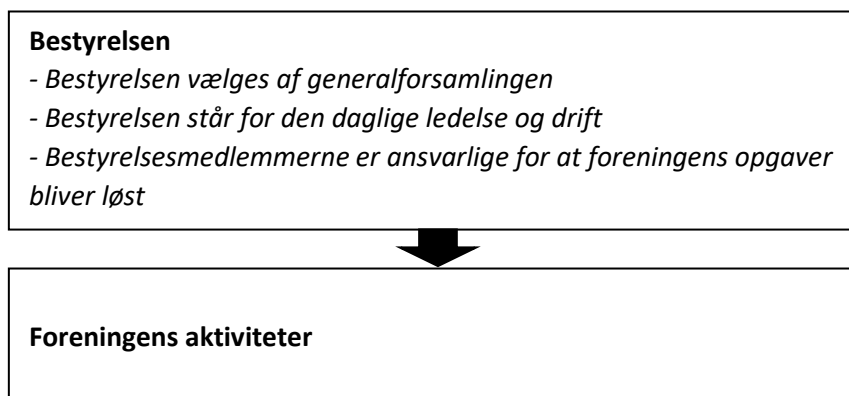 Bestyrelsen
- Bestyrelsen vælges af generalforsamlingen
- Bestyrelsen står for den daglige ledelse og drift
- Bestyrelsesmedlemmerne er ansvarlige for at foreningens opgaver
bliver løst
Foreningens aktiviteter